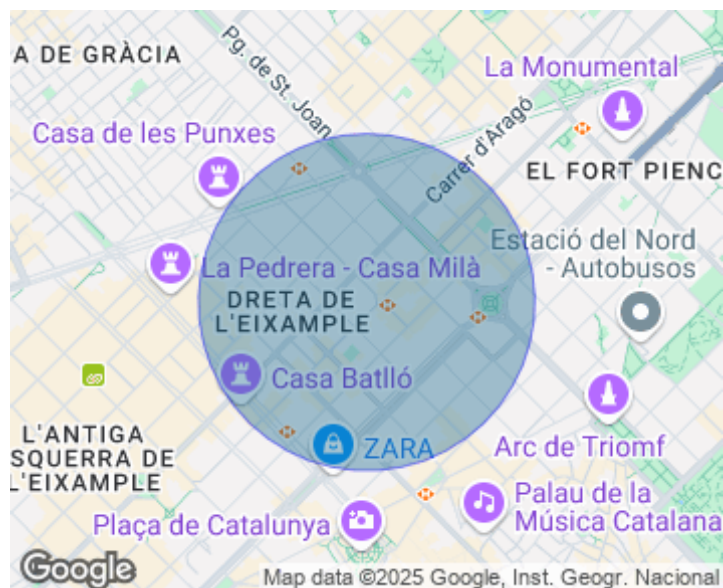 A DE GRÀCIA
Pg. de St. Joan
La Monumental
Casa de les Punxes
Carrer d'Aragó
EL FORT PIENC
Estació del Nord
- Autobusos
La Pedrera - Casa Milà
DRETA DE
L'EIXAMPLE
Casa Batlló
L'ANTIGA
SQUERRA DE
L'EIXAMPLE
ZARA
Arc de Triomf
Plaça de Catalunya
Palau de la
Música Catalana
Google
Map data ©2025 Google, Inst. Geogr. Nacional